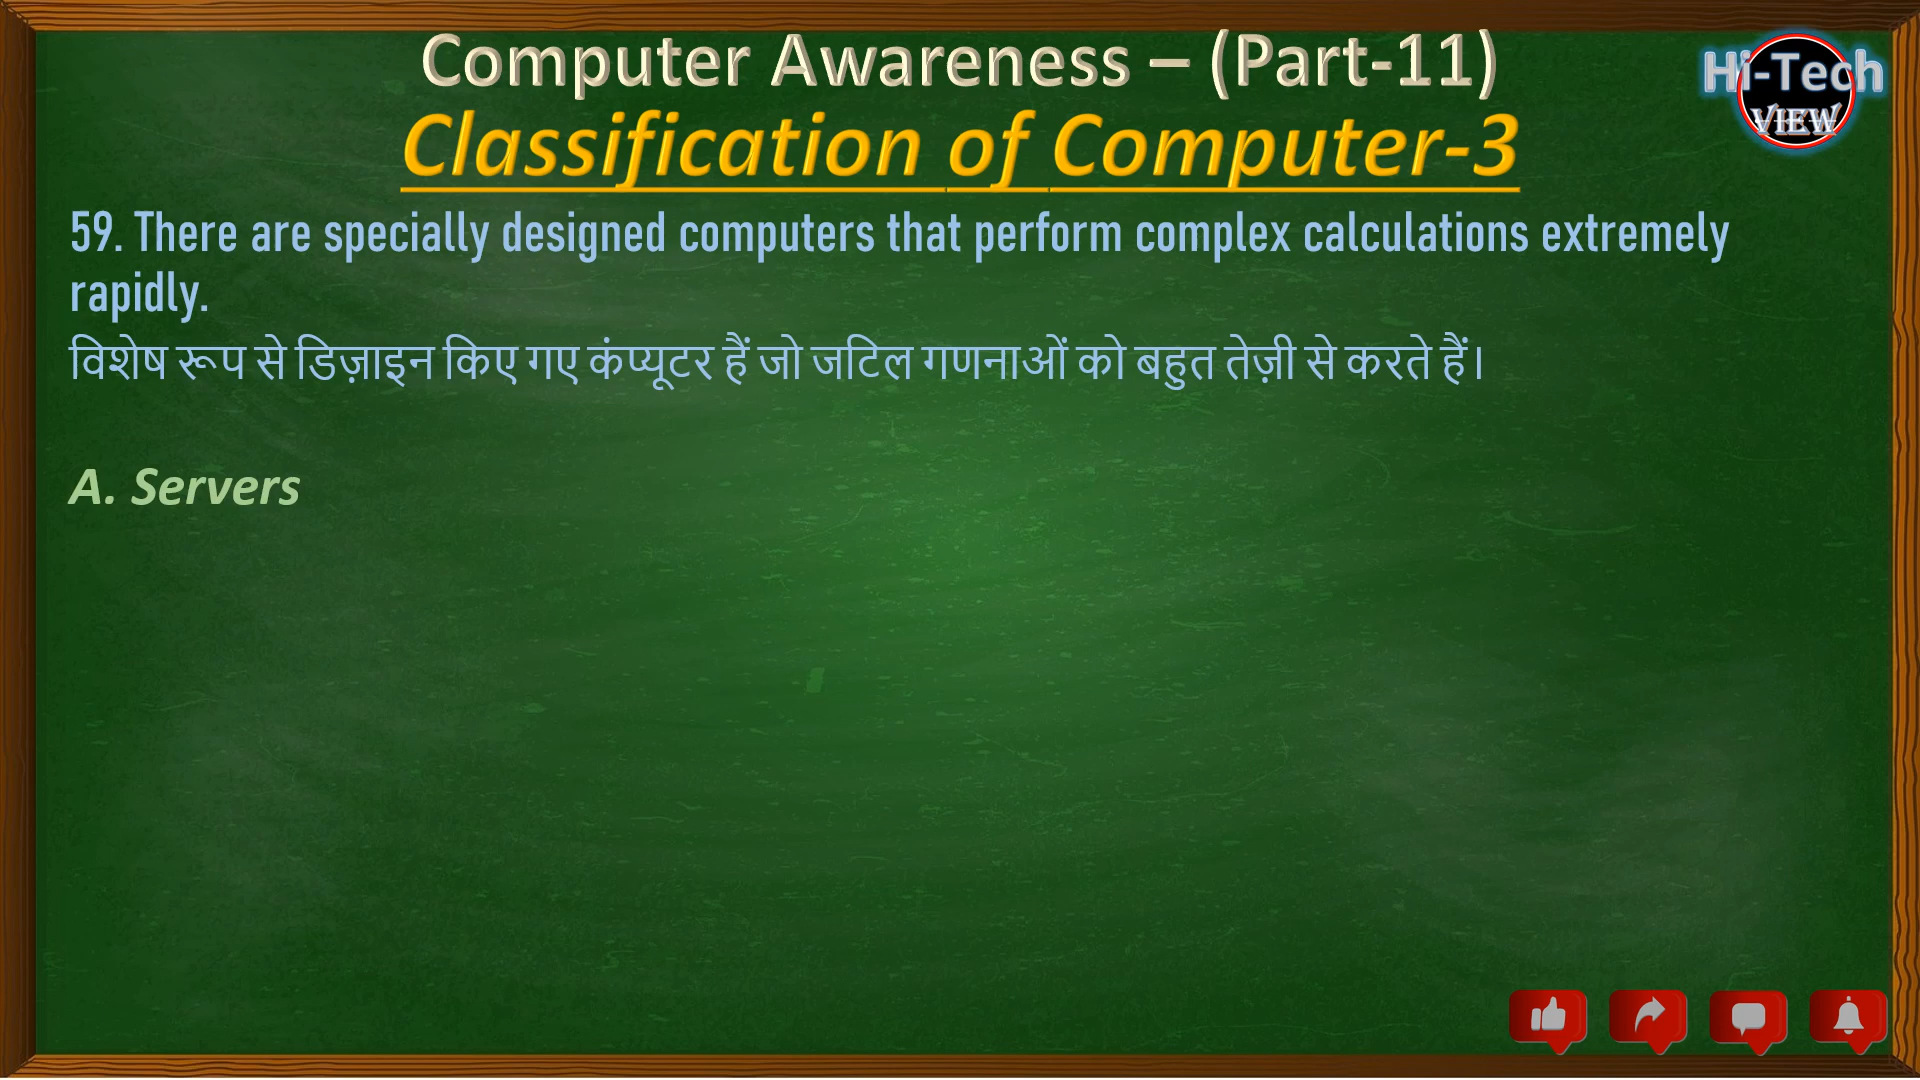 Computer Awareness – (Part-11)
Hi-Tech
VIEW
Classification of Computer-3
59. There are specially designed computers that perform complex calculations extremely
rapidly.
विशेष रूप से डिज़ाइन किए गए कंप्यूटर हैं जो जटिल गणनाओं को बहुत तेज़ी से करते हैं।
A. Servers